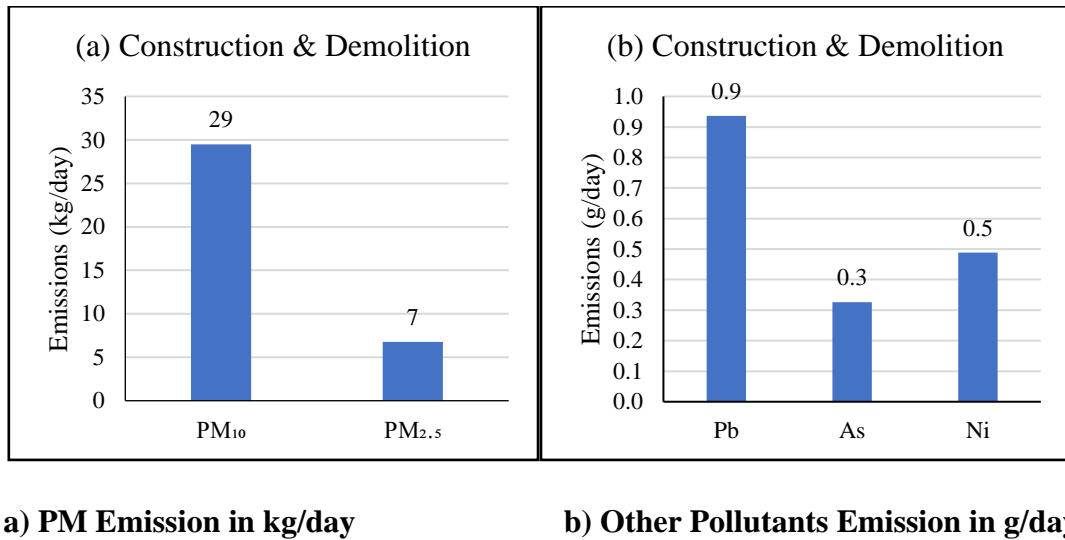 (a) Construction & Demolition
Emissions (kg/day)
35
30
25
20
15
10
5
0
29
7
PM₁₀
PM₂.₅
(b) Construction & Demolition
Emissions (g/day)
1.0
0.9
0.8
0.7
0.6
0.5
0.4
0.3
0.2
0.1
0.0
0.9
0.3
0.5
Pb
As
Ni
a) PM Emission in kg/day
b) Other Pollutants Emission in g/day